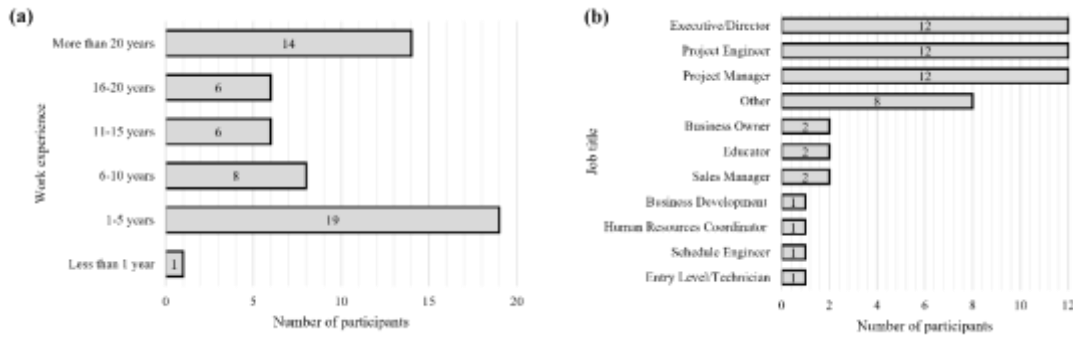 (a)
Work experience
More than 20 years 14
16-20 years 6
11-15 years 6
6-10 years 8
1-5 years 19
Less than 1 year 1
0 5 10 15 20
Number of participants
(b)
Job title
Executive/Director 12
Project Engineer 12
Project Manager 12
Other 8
Business Owner 2
Educator 2
Sales Manager 2
Business Development 1
Human Resources Coordinator 1
Schedule Engineer 1
Entry Level/Technician 1
0 2 4 6 8 10 12
Number of participants